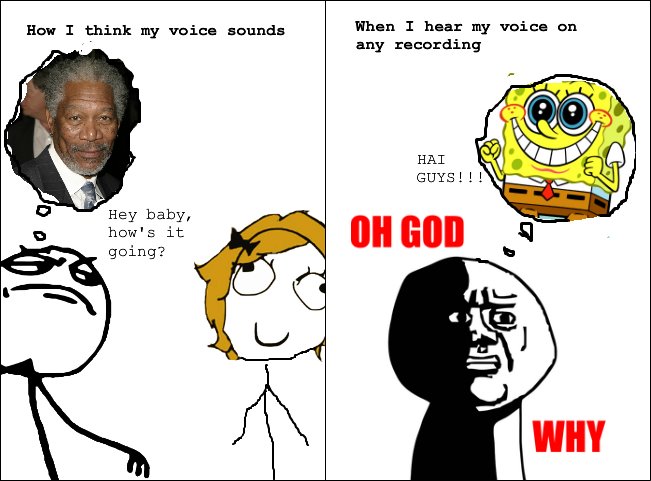 How I think my voice sounds
Hey baby,
how's it
going?
When I hear my voice on
any recording
HAI
GUYS!!!
OH GOD
WHY